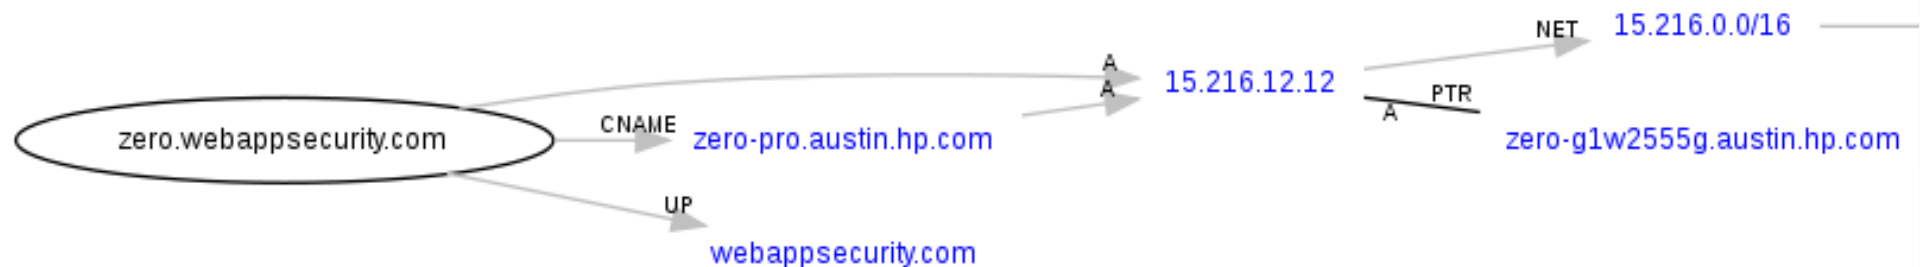 NET
15.216.0.0/16
A
A
15.216.12.12
PTR
A
CNAME
zero.webappsecurity.com
zero-pro.austin.hp.com
zero-g1w2555g.austin.hp.com
UP
webappsecurity.com